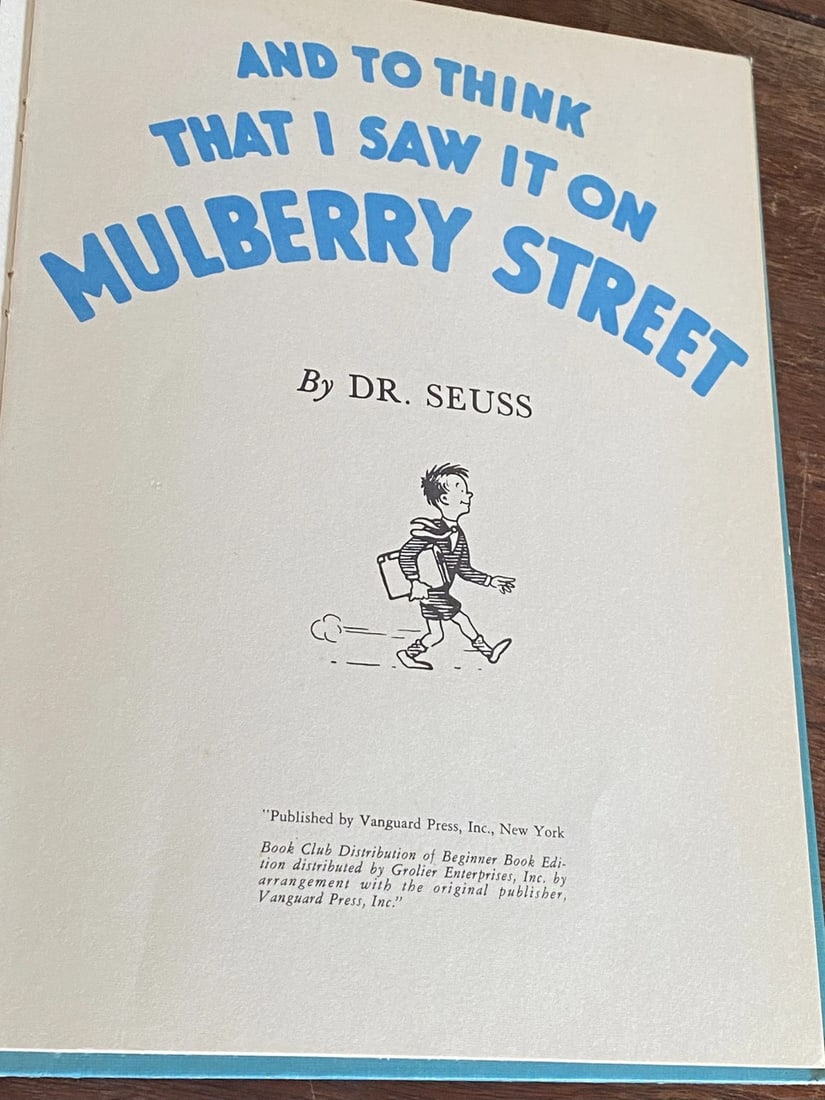 AND TO THINK
THAT I SAW IT ON
MULBERRY STREET
By DR. SEUSS
"Published by Vanguard Press, Inc., New York
Book Club Distribution of Beginner Book Edi-
tion distributed by Grolier Enterprises, Inc. by
arrangement with the original publisher,
Vanguard Press, Inc."